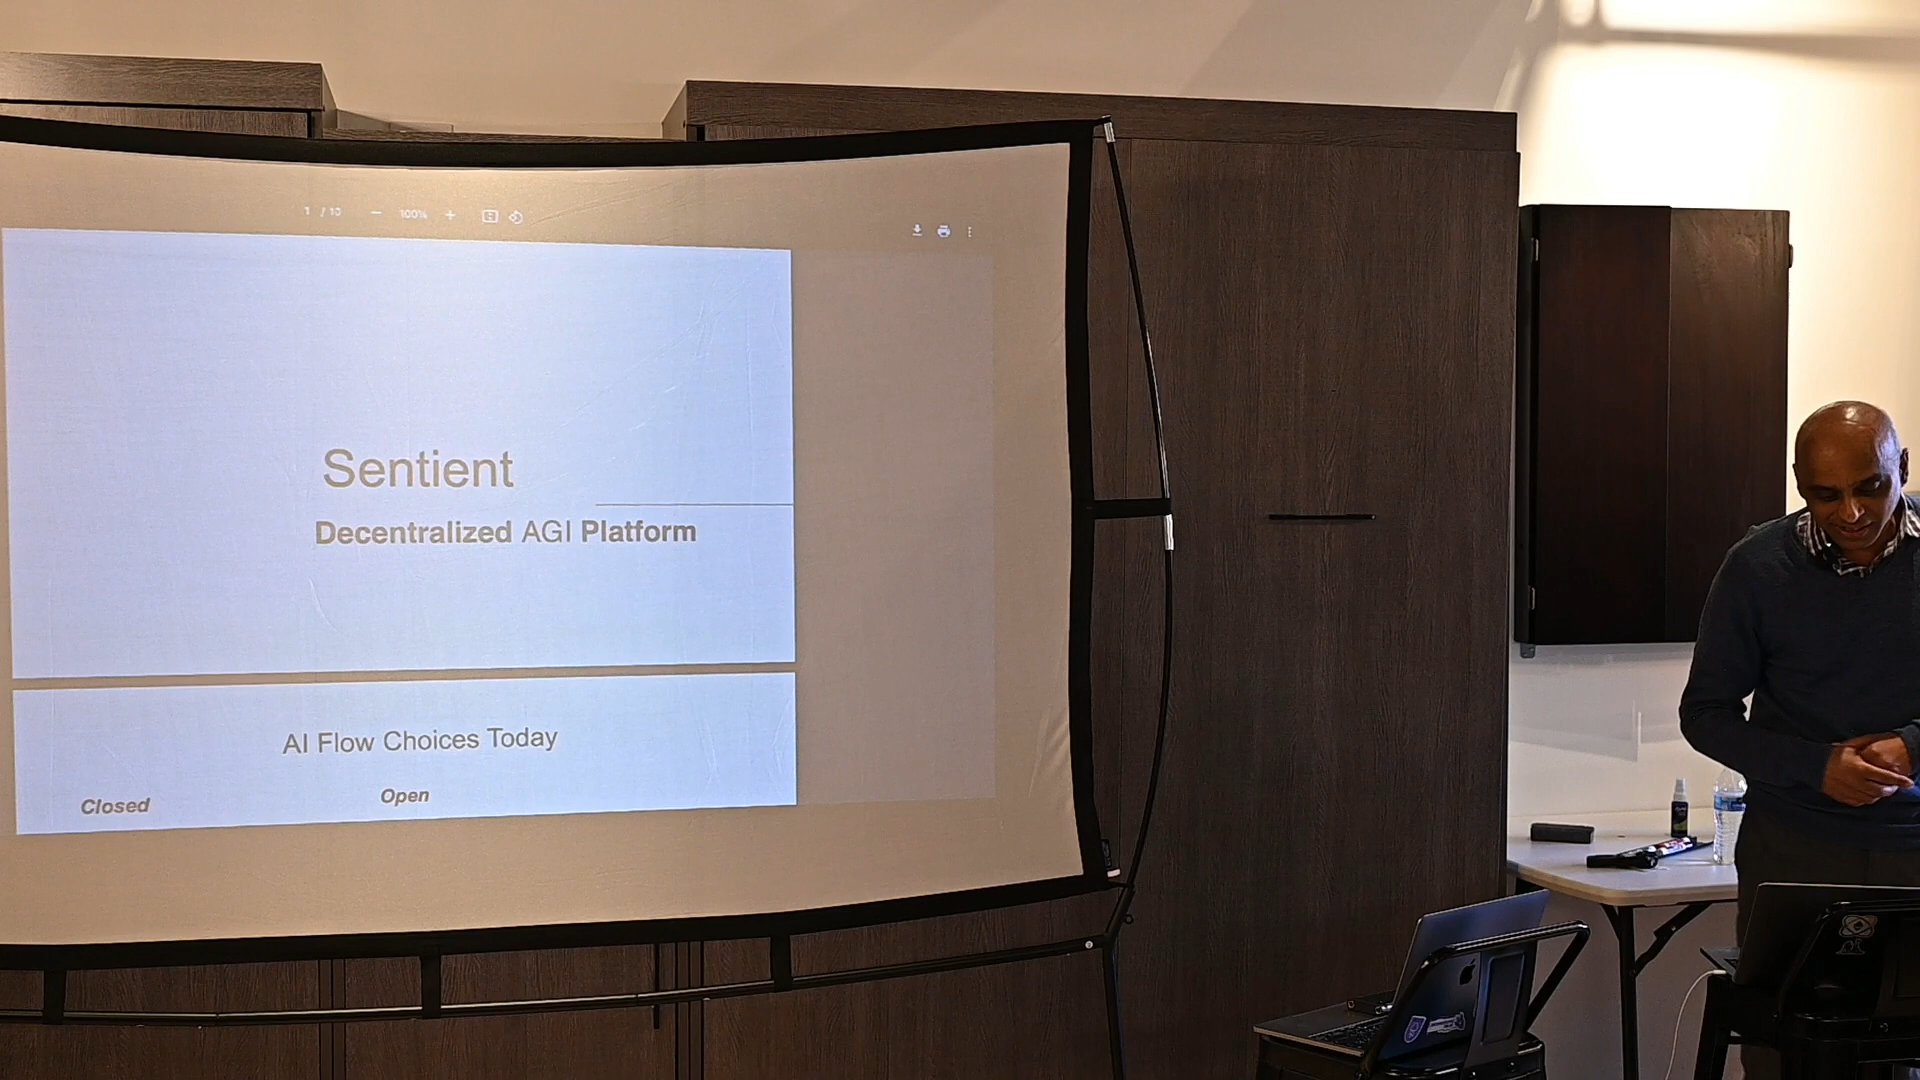 1 / 10 — 100% +
Sentient
Decentralized AGI Platform
AI Flow Choices Today
Closed Open